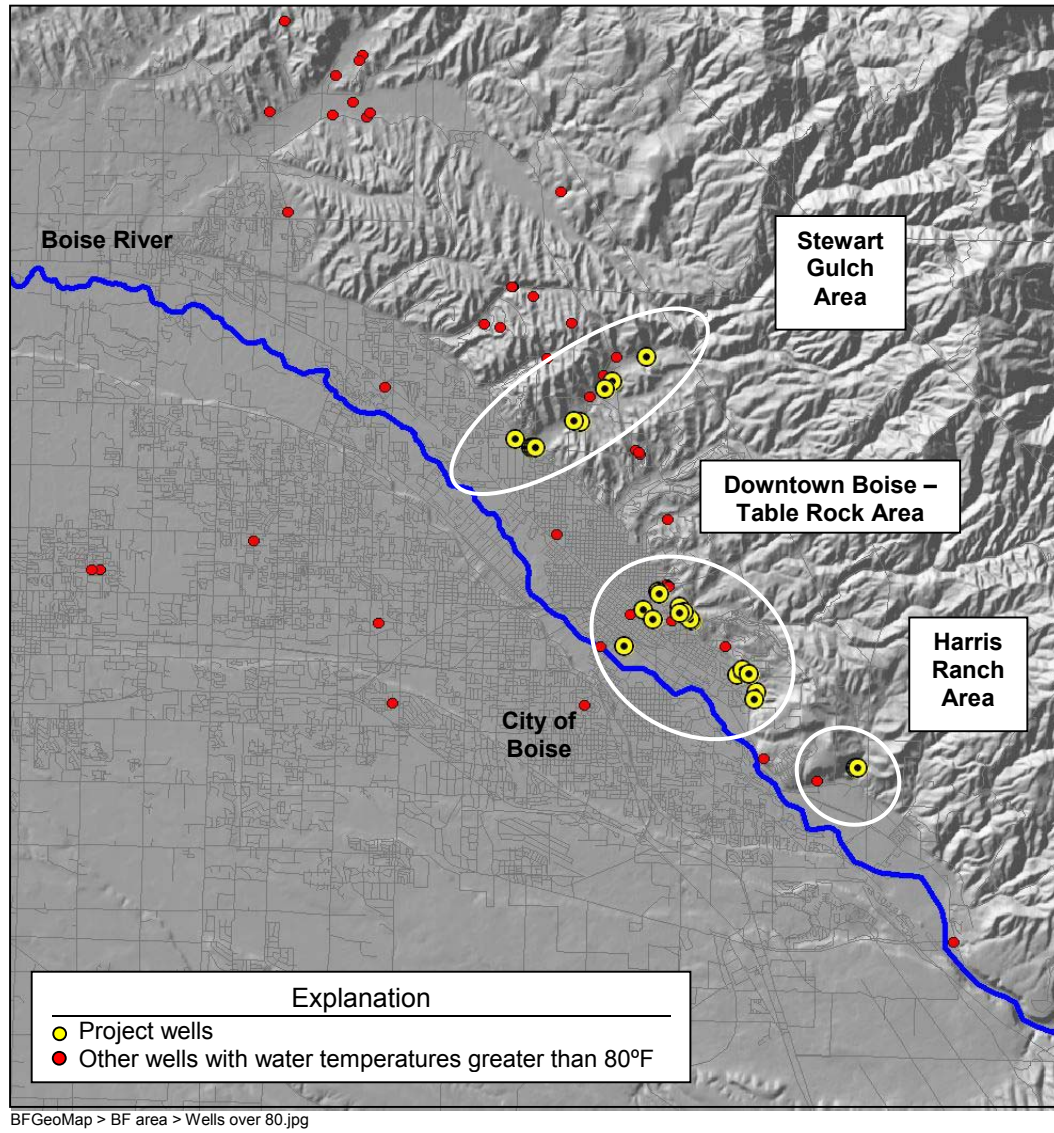 Boise River
Stewart
Gulch
Area
Downtown Boise –
Table Rock Area
Harris
Ranch
Area
City of
Boise
Explanation
Project wells
Other wells with water temperatures greater than 80ºF
BFGeoMap > BF area > Wells over 80.jpg